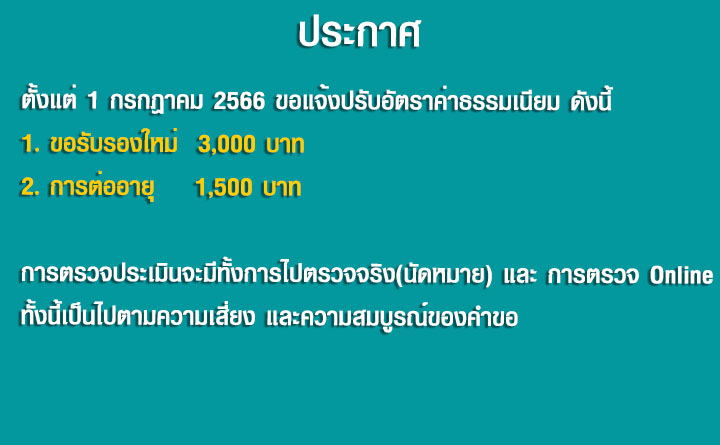 ประกาศ
ตั้งแต่ 1 กรกฎาคม 2566 ขอแจ้งปรับอัตราค่าธรรมเนียม ดังนี้
1. ขอรับรองใหม่ 3,000 บาท
2. การต่ออายุ 1,500 บาท
การตรวจประเมินจะมีทั้งการไปตรวจจริง(นัดหมาย) และ การตรวจ Online
ทั้งนี้เป็นไปตามความเสี่ยง และความสมบูรณ์ของคำขอ